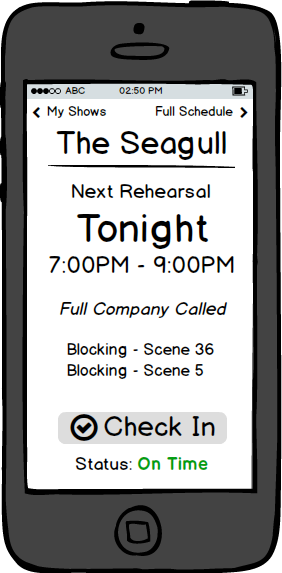 ABC 02:50 PM
My Shows Full Schedule
The Seagull
Next Rehearsal
Tonight
7:00PM - 9:00PM
Full Company Called
Blocking - Scene 36
Blocking - Scene 5
Check In
Status: On Time